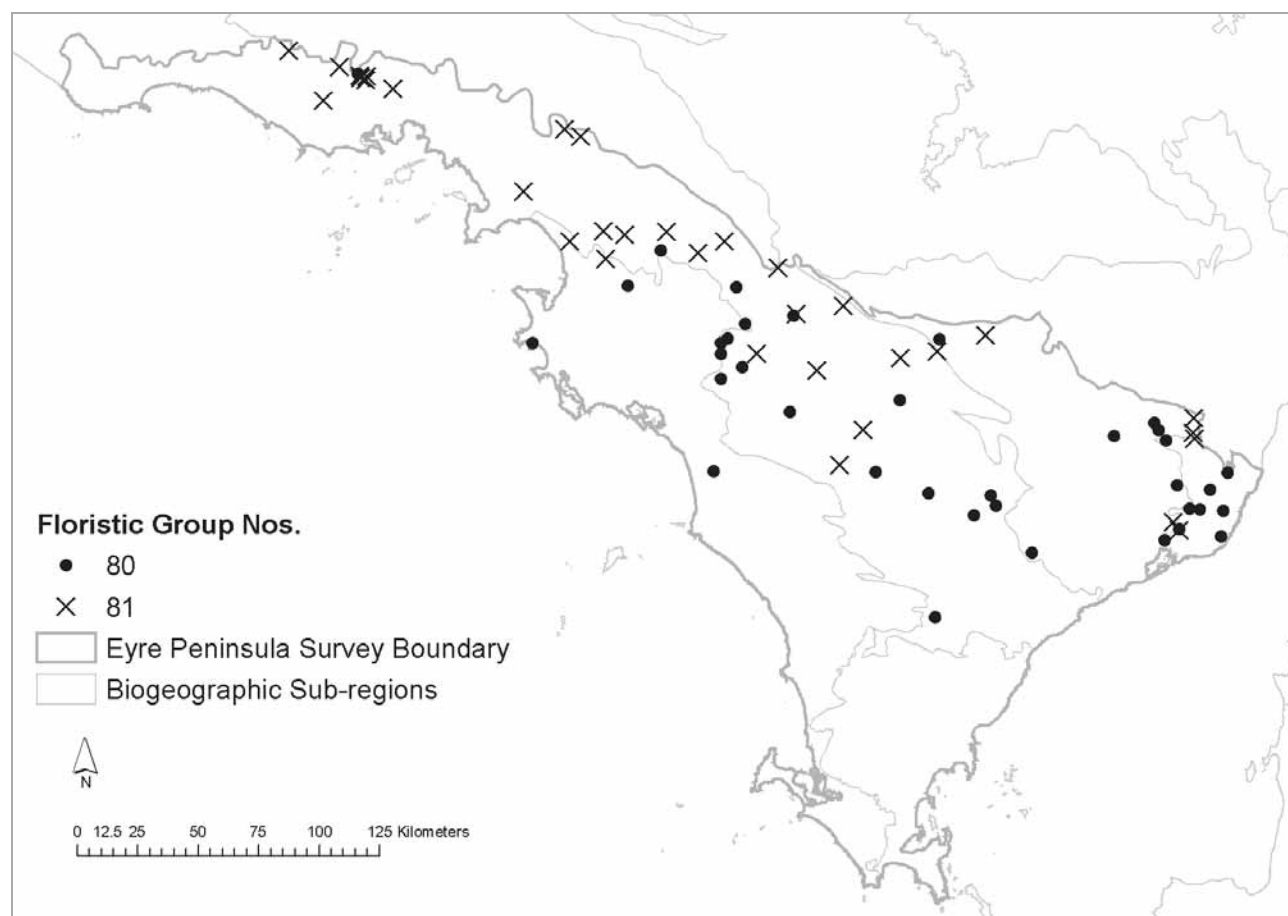 Floristic Group Nos.
80
81
Eyre Peninsula Survey Boundary
Biogeographic Sub-regions
N
0 12.5 25 50 75 100 125 Kilometers